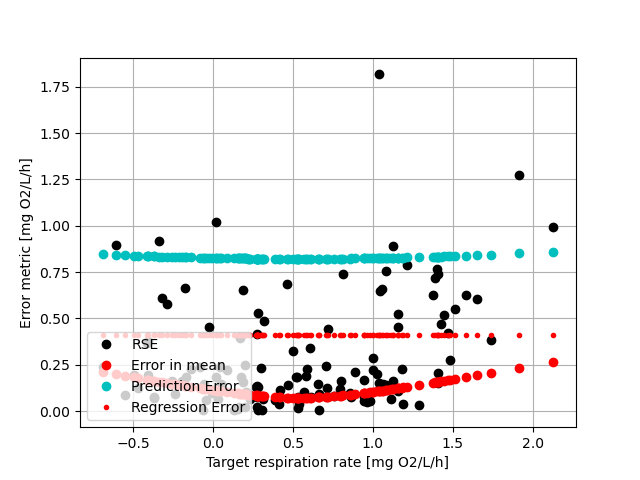 1.75
1.50
1.25
1.00
0.75
0.50
0.25
0.00
Error metric [mg O2/L/h]
RSE
Error in mean
Prediction Error
Regression Error
−0.5 0.0 0.5 1.0 1.5 2.0
Target respiration rate [mg O2/L/h]